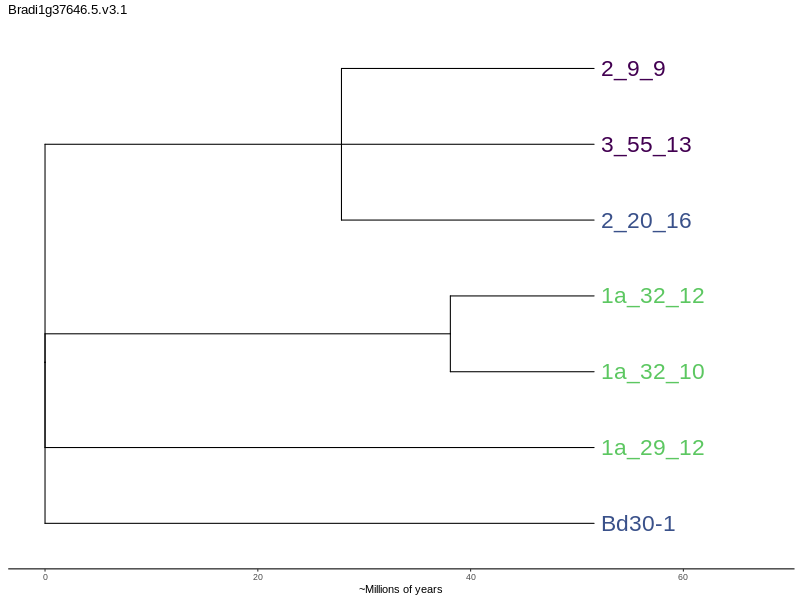 Bradi1g37646.5.v3.1
2_9_9
3_55_13
2_20_16
1a_32_12
1a_32_10
1a_29_12
Bd30-1
0 20 40 60
~Millions of years